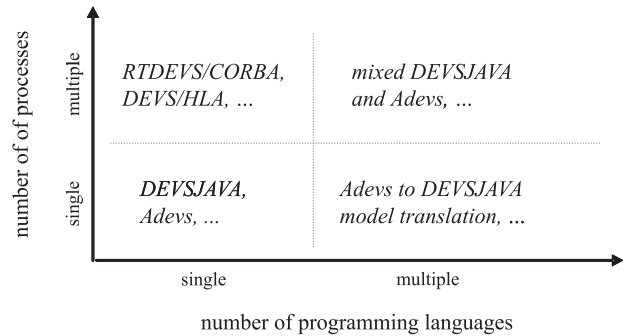 number of of processes
multiple
single
RTDEVS/CORBA,
DEVS/HLA, ...
mixed DEVSJAVA
and Adevs, ...
DEVSJAVA,
Adevs, ...
Adevs to DEVSJAVA
model translation, ...
single
multiple
number of programming languages